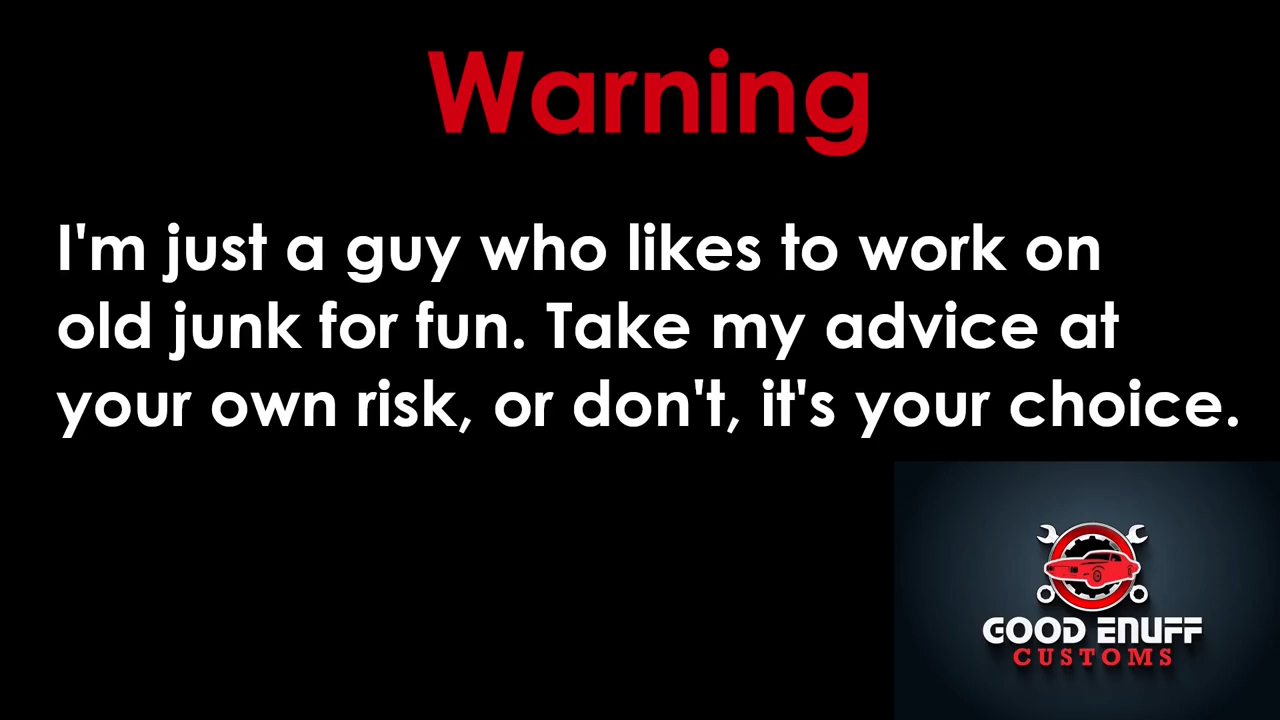 Warning
I'm just a guy who likes to work on
old junk for fun. Take my advice at
your own risk, or don't, it's your choice.
GOOD ENUFF
CUSTOMS